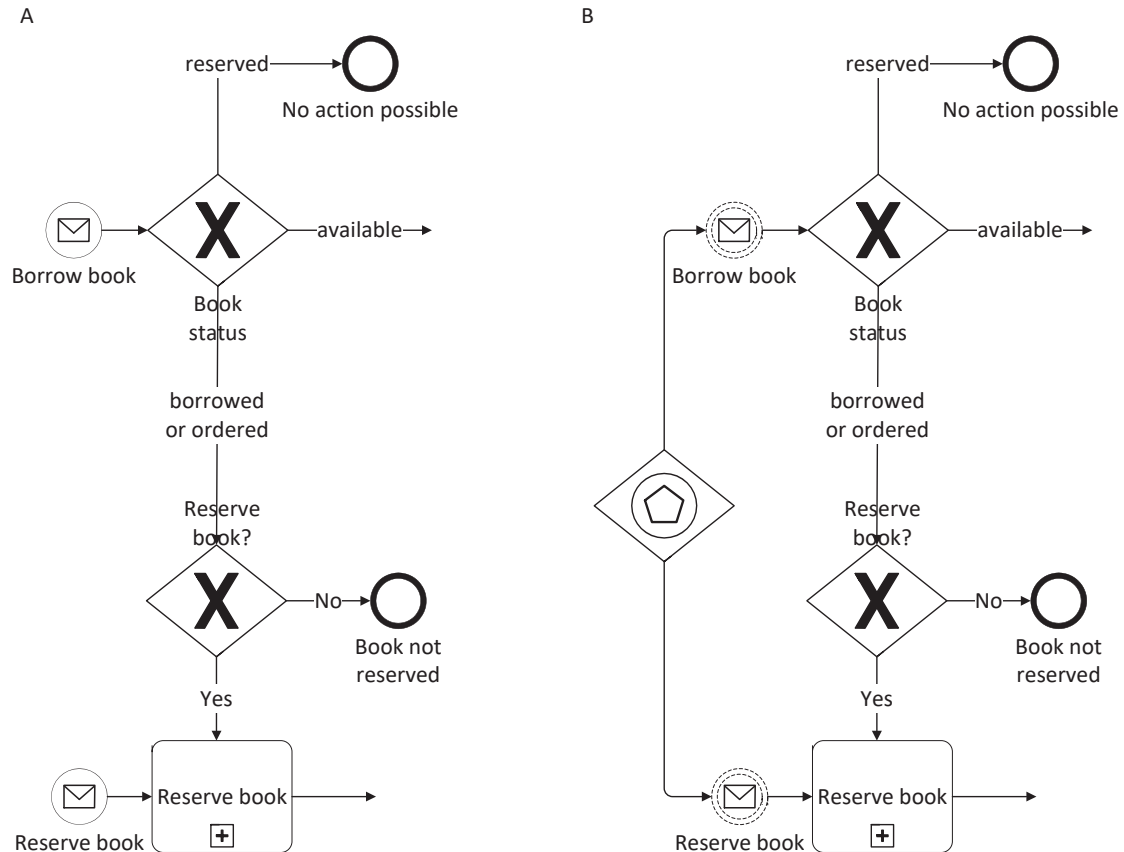 A
reserved
No action possible
available
Borrow book
Book
status
borrowed
or ordered
Reserve
book?
No
Book not
reserved
Yes
Reserve book
Reserve book
B
reserved
No action possible
available
Borrow book
Book
status
borrowed
or ordered
Reserve
book?
No
Book not
reserved
Yes
Reserve book
Reserve book